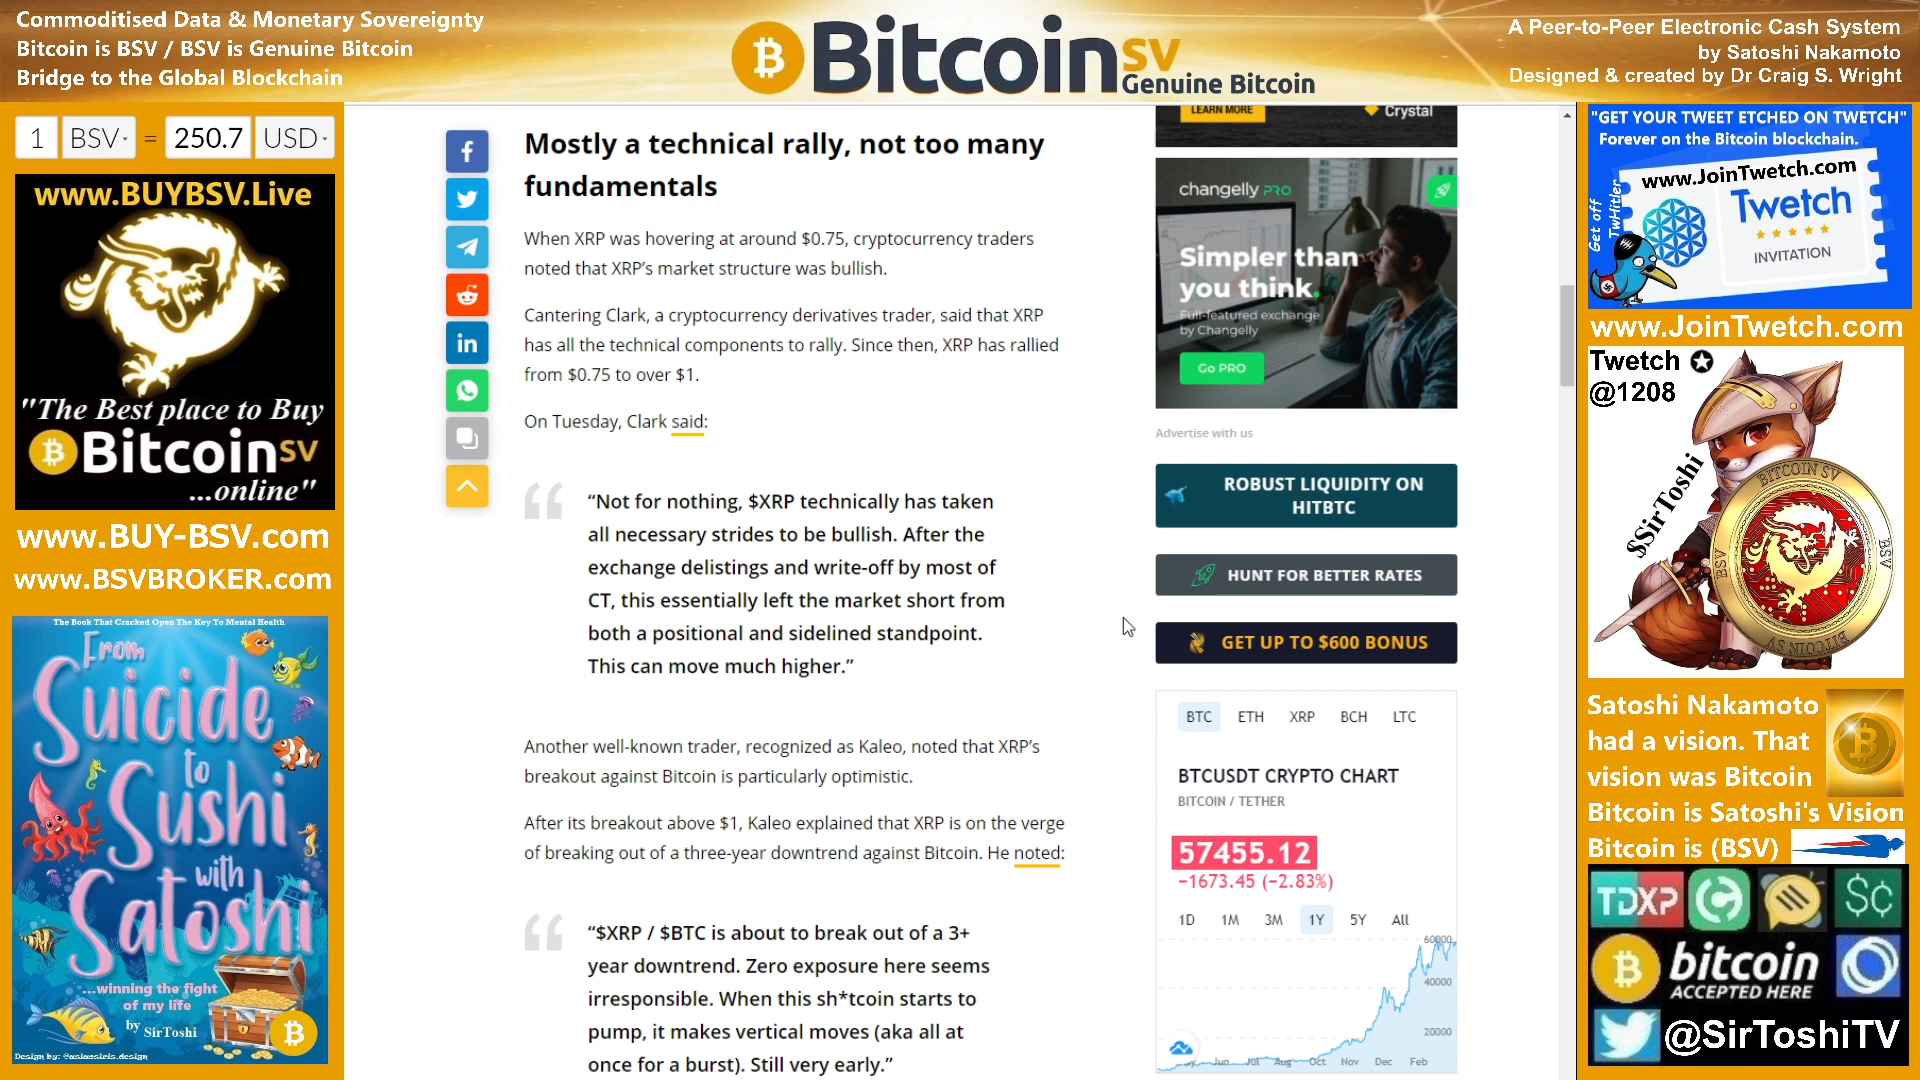 Commoditised Data & Monetary Sovereignty
Bitcoin is BSV / BSV is Genuine Bitcoin
Bridge to the Global Blockchain
Bitcoin SV
Genuine Bitcoin
A Peer-to-Peer Electronic Cash System
by Satoshi Nakamoto
Designed & created by Dr Craig S. Wright
1 BSV = 250.7 USD
www.BUYBSV.Live
"The Best place to Buy
Bitcoin SV
...online"
www.BUY-BSV.com
www.BSVBROKER.com
The Book That Cracked Open The Key To Mental Health
From
Suicide
to
Sushi
with
Satoshi
...winning the fight
of my life
by SirToshi
Design by: @asiaosiris.design
Mostly a technical rally, not too many
fundamentals
When XRP was hovering at around $0.75, cryptocurrency traders
noted that XRP’s market structure was bullish.
Cantering Clark, a cryptocurrency derivatives trader, said that XRP
has all the technical components to rally. Since then, XRP has rallied
from $0.75 to over $1.
On Tuesday, Clark said:
“Not for nothing, $XRP technically has taken
all necessary strides to be bullish. After the
exchange delistings and write-off by most of
CT, this essentially left the market short from
both a positional and sidelined standpoint.
This can move much higher.”
Another well-known trader, recognized as Kaleo, noted that XRP’s
breakout against Bitcoin is particularly optimistic.
After its breakout above $1, Kaleo explained that XRP is on the verge
of breaking out of a three-year downtrend against Bitcoin. He noted:
“$XRP / $BTC is about to break out of a 3+
year downtrend. Zero exposure here seems
irresponsible. When this sh*tcoin starts to
pump, it makes vertical moves (aka all at
once for a burst). Still very early.”
LEARN MORE
Crystal
changelly PRO
Simpler than
you think.
Full-featured exchange
by Changelly
Go PRO
Advertise with us
ROBUST LIQUIDITY ON
HITBTC
HUNT FOR BETTER RATES
GET UP TO $600 BONUS
BTC ETH XRP BCH LTC
BTCUSDT CRYPTO CHART
BITCOIN / TETHER
57455.12
−1673.45 (−2.83%)
1D 1M 3M 1Y 5Y All
60000
40000
20000
Jun Jul Aug Oct Nov Dec Feb
"GET YOUR TWEET ETCHED ON TWETCH"
Forever on the Bitcoin blockchain.
www.JoinTwetch.com
Twetch
INVITATION
Get off
TwHitler
www.JoinTwetch.com
Twetch
@1208
$SirToshi
BITCOIN SV
BSV
BSV
BITCOIN SV
Satoshi Nakamoto
had a vision. That
vision was Bitcoin
Bitcoin is Satoshi's Vision
Bitcoin is (BSV)
TDXP
$¢
bitcoin
ACCEPTED HERE
@SirToshiTV